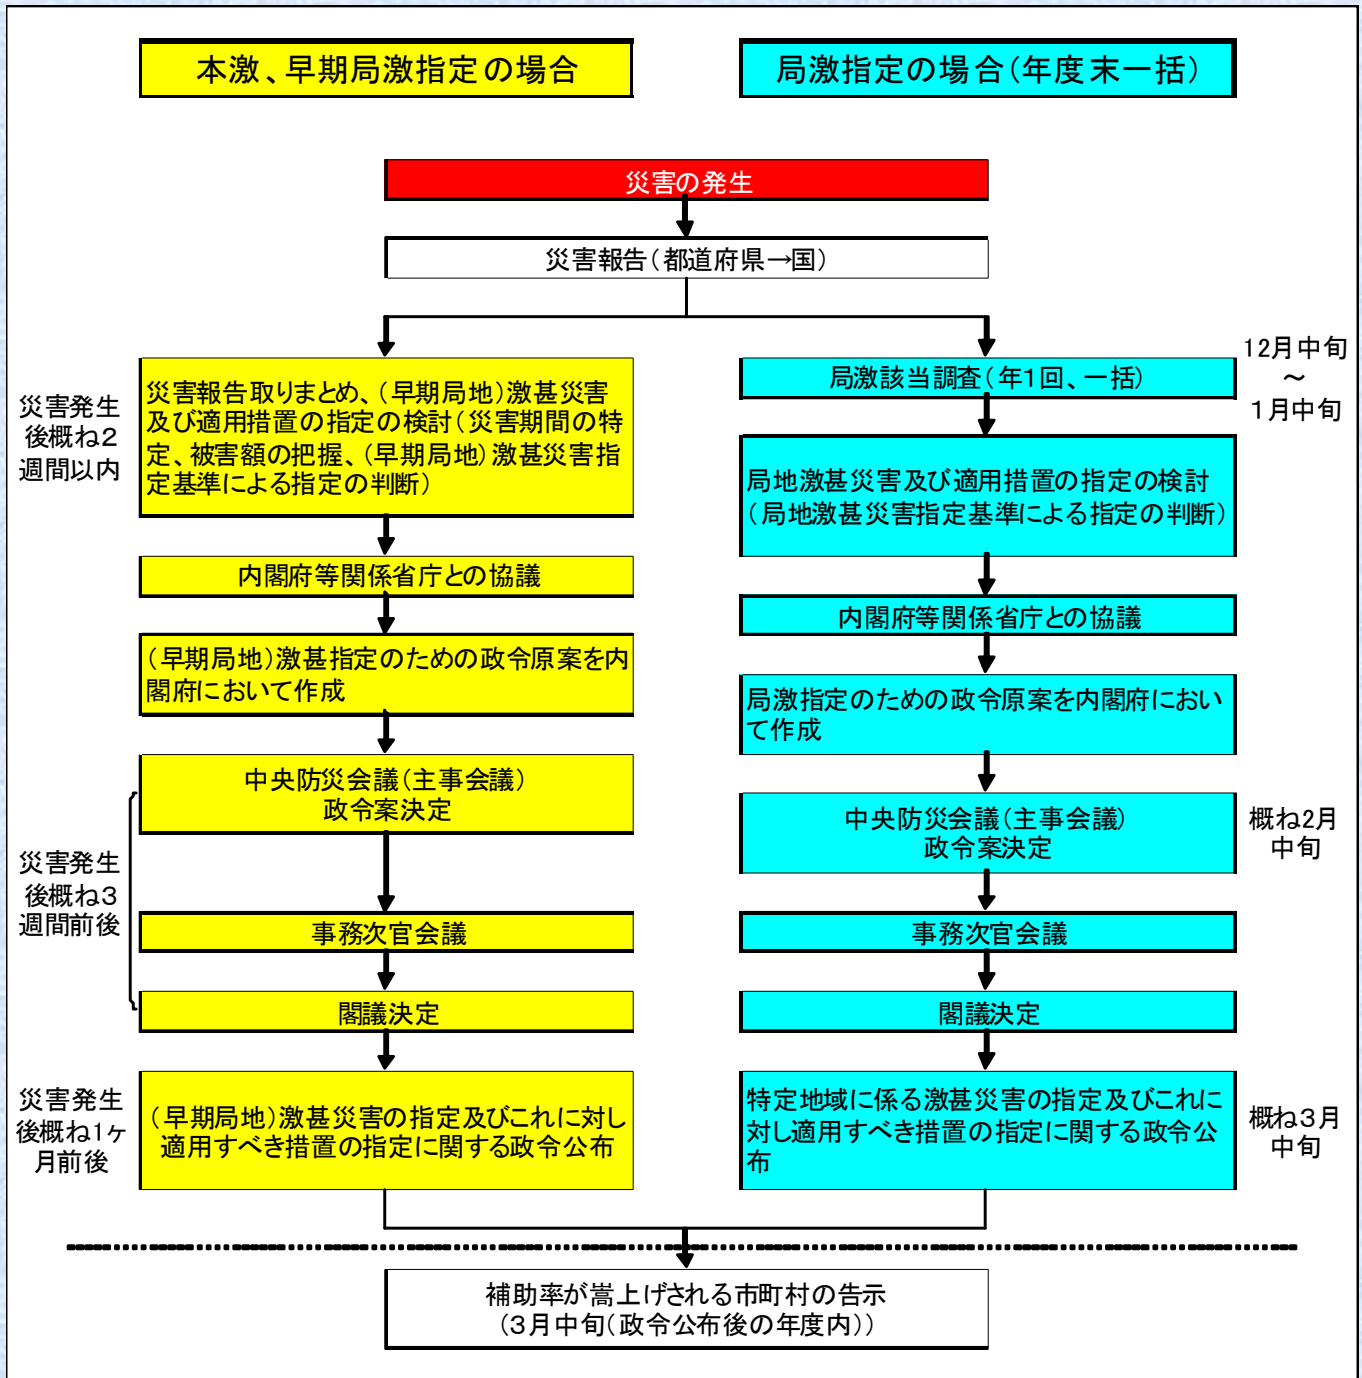 本激、早期局激指定の場合
局激指定の場合(年度末一括)
災害の発生
災害報告(都道府県→国)
災害発生
後概ね2
週間以内
災害報告取りまとめ、(早期局地)激甚災害
及び適用措置の指定の検討(災害期間の特
定、被害額の把握、(早期局地)激甚災害指
定基準による指定の判断)
内閣府等関係省庁との協議
(早期局地)激甚指定のための政令原案を内
閣府において作成
災害発生
後概ね3
週間前後
中央防災会議(主事会議)
政令案決定
事務次官会議
閣議決定
災害発生
後概ね1ヶ
月前後
(早期局地)激甚災害の指定及びこれに対し
適用すべき措置の指定に関する政令公布
局激該当調査(年1回、一括)
12月中旬
～
1月中旬
局地激甚災害及び適用措置の指定の検討
(局地激甚災害指定基準による指定の判断)
内閣府等関係省庁との協議
局激指定のための政令原案を内閣府におい
て作成
中央防災会議(主事会議)
政令案決定
概ね2月
中旬
事務次官会議
閣議決定
特定地域に係る激甚災害の指定及びこれに
対し適用すべき措置の指定に関する政令公
布
概ね3月
中旬
補助率が嵩上げされる市町村の告示
(3月中旬(政令公布後の年度内))